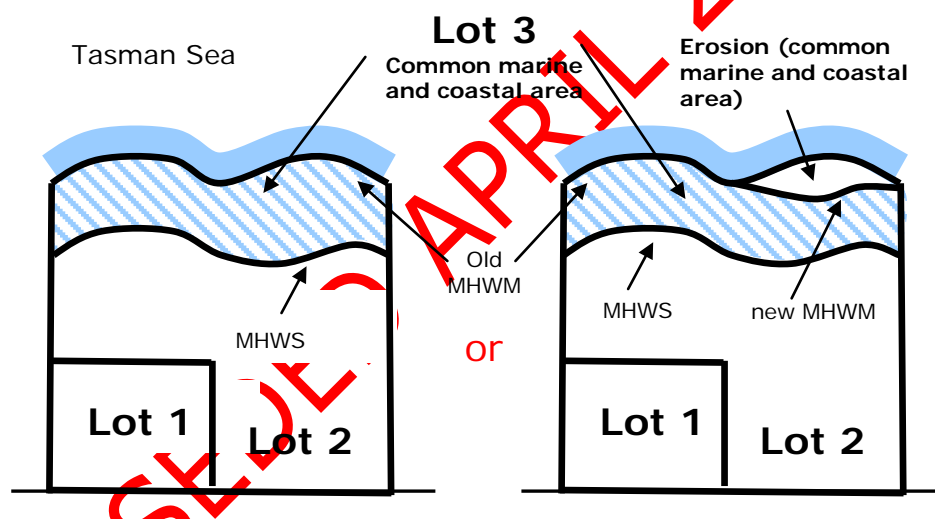 Tasman Sea
Lot 3
Common marine
and coastal area
Erosion (common
marine and coastal
area)
Old
MHWM
MHWS
or
MHWS
new MHWM
Lot 1
Lot 2
Lot 1
Lot 2
APRIL